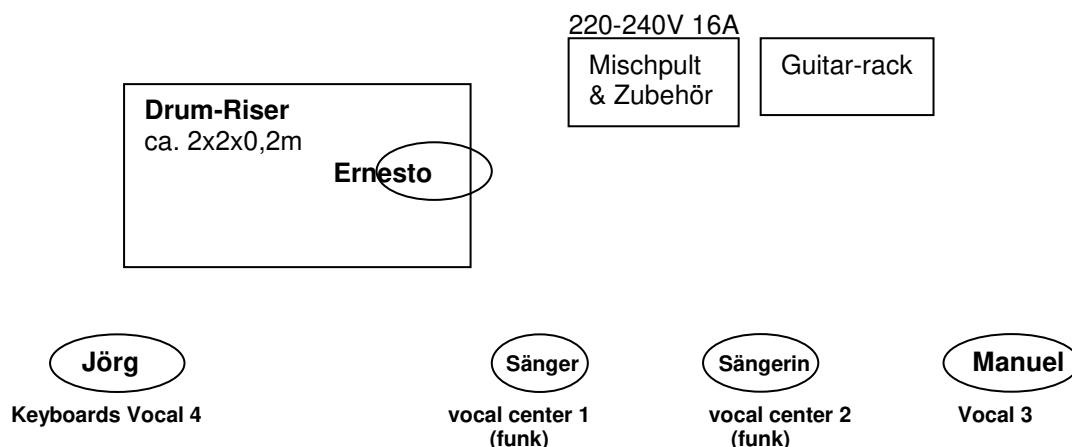 220-240V 16A
Mischpult
& Zubehör
Guitar-rack
Drum-Riser
ca. 2x2x0,2m
Ernesto
Jörg
Sänger
Sängerin
Manuel
Keyboards Vocal 4
vocal center 1
(funk)
vocal center 2
(funk)
Vocal 3